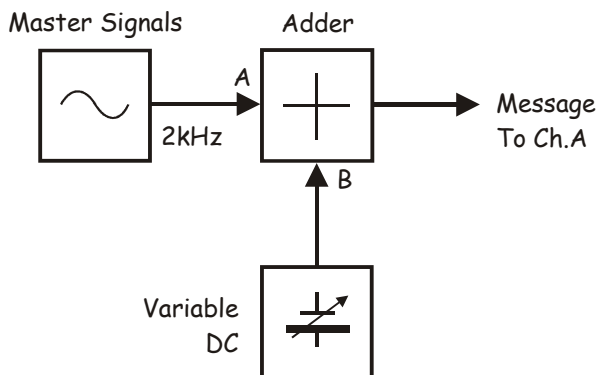 Master Signals
Adder
A
2kHz
Message
To Ch.A
B
Variable
DC